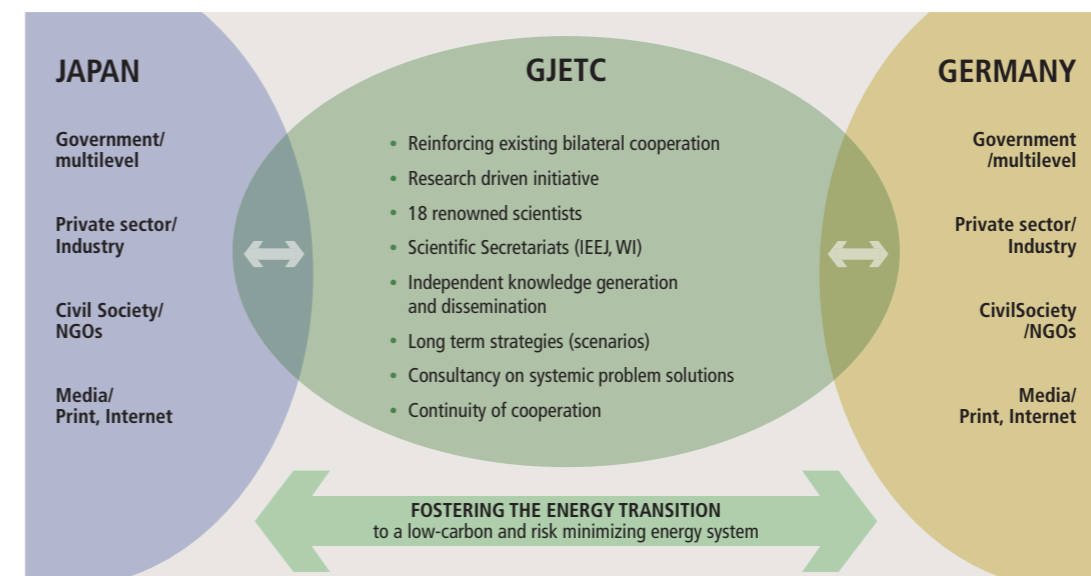 JAPAN
Government/
multilevel
Private sector/
Industry
Civil Society/
NGOs
Media/
Print, Internet
GJETC
• Reinforcing existing bilateral cooperation
• Research driven initiative
• 18 renowned scientists
• Scientific Secretariats (IEEJ, WI)
• Independent knowledge generation
and dissemination
• Long term strategies (scenarios)
• Consultancy on systemic problem solutions
• Continuity of cooperation
GERMANY
Government
/multilevel
Private sector/
Industry
CivilSociety
/NGOs
Media/
Print, Internet
FOSTERING THE ENERGY TRANSITION
to a low-carbon and risk minimizing energy system